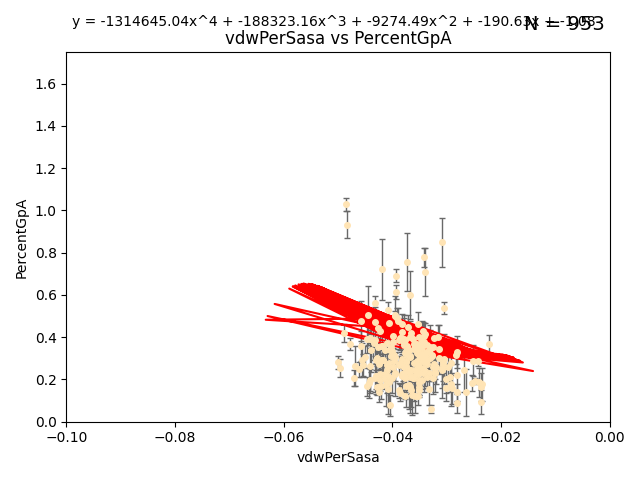 y = -1314645.04x^4 + -188323.16x^3 + -9274.49x^2 + -190.63x + -1.03
N = 953
vdwPerSasa vs PercentGpA
1.6
1.4
1.2
1.0
0.8
0.6
0.4
0.2
0.0
PercentGpA
−0.10 −0.08 −0.06 −0.04 −0.02 0.00
vdwPerSasa